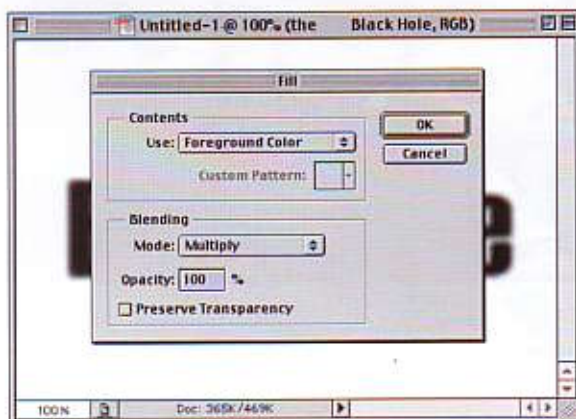 Untitled-1 @ 100% (the Black Hole, RGB)
Fill
Contents
Use: Foreground Color
Custom Pattern:
OK
Cancel
Blending
Mode: Multiply
Opacity: 100 %
Preserve Transparency
e
100% Doc: 365K/469K